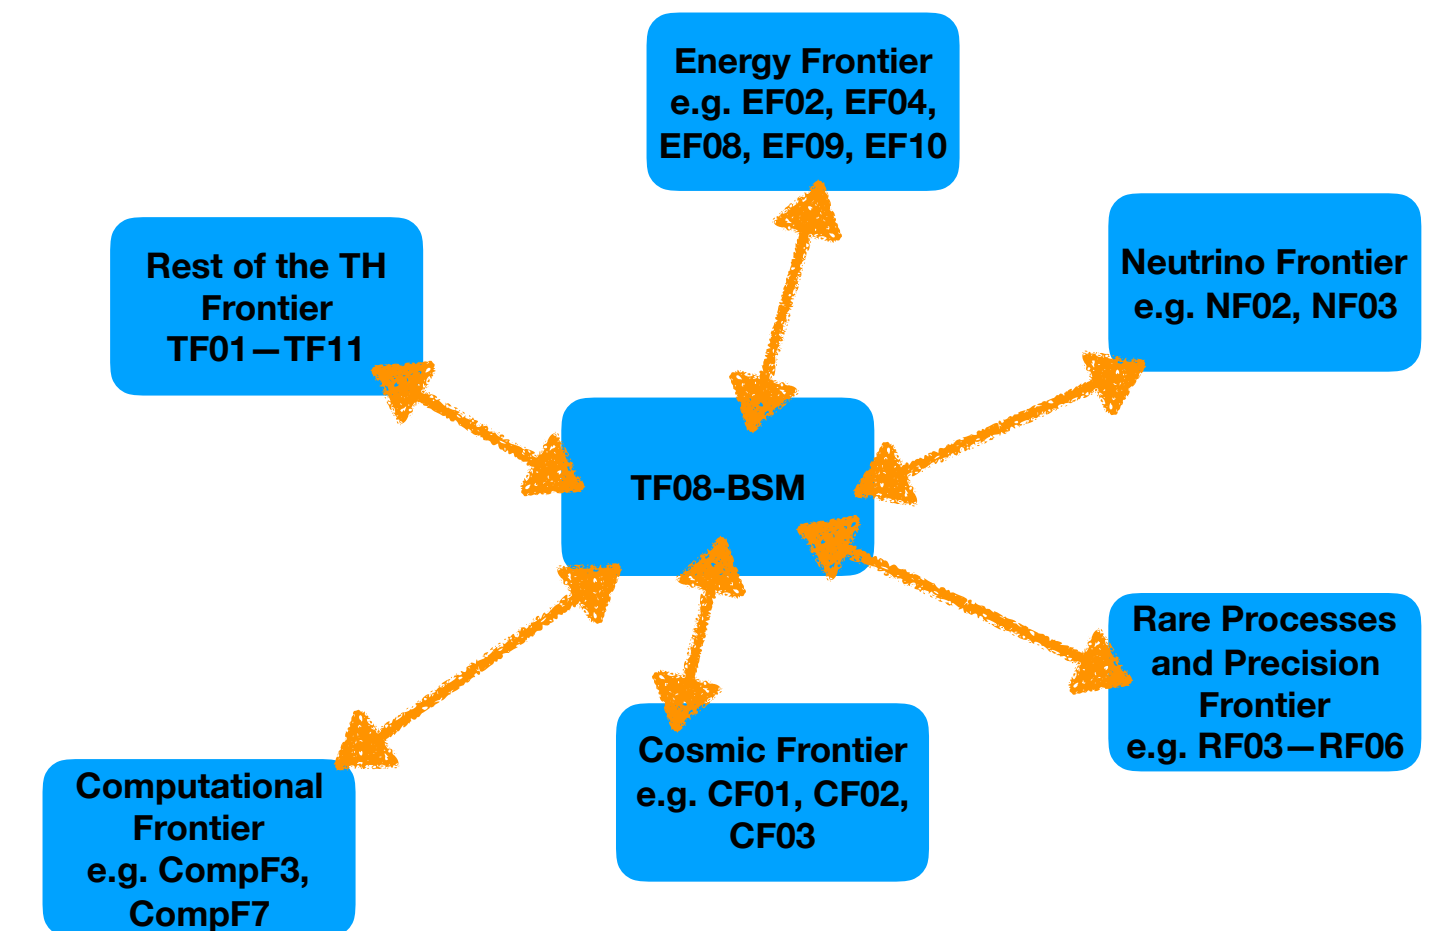 Energy Frontier
e.g. EF02, EF04,
EF08, EF09, EF10
Rest of the TH
Frontier
TF01—TF11
Neutrino Frontier
e.g. NF02, NF03
TF08-BSM
Rare Processes
and Precision
Frontier
e.g. RF03—RF06
Cosmic Frontier
e.g. CF01, CF02,
CF03
Computational
Frontier
e.g. CompF3,
CompF7